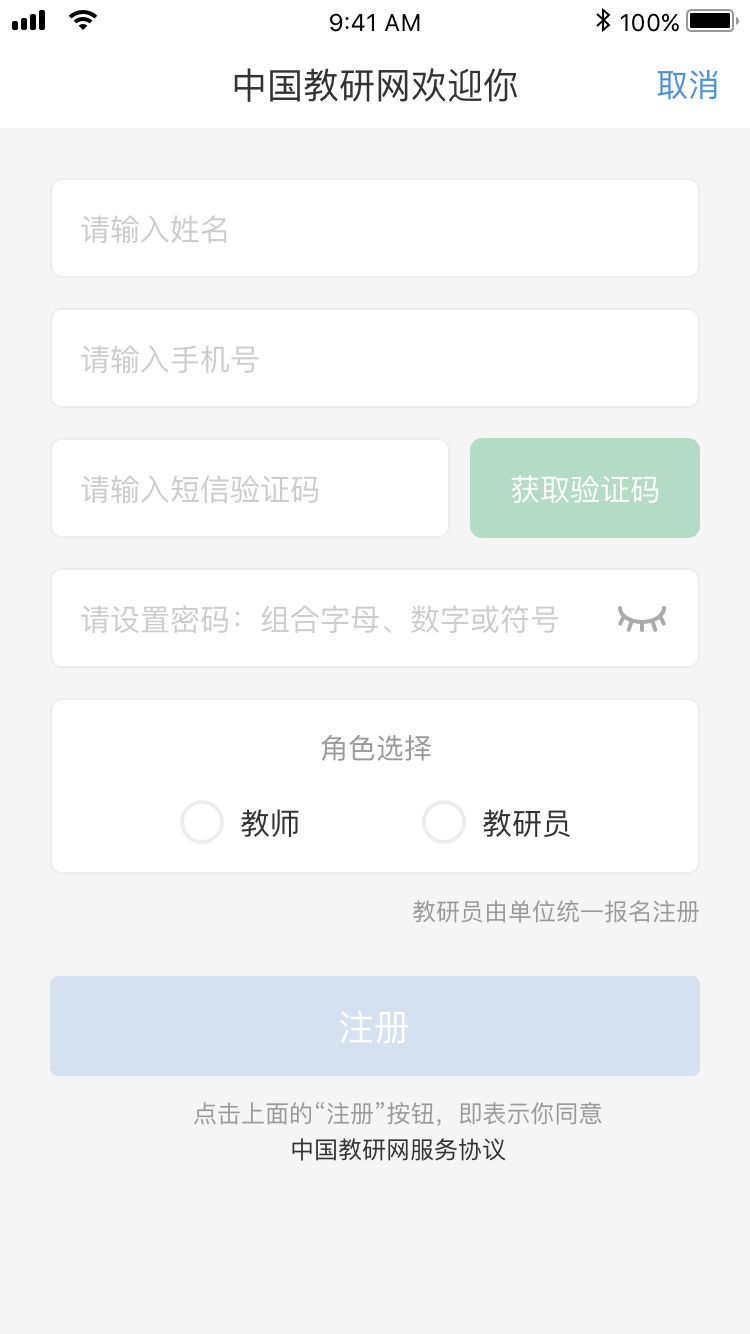 9:41 AM
100%
中国教研网欢迎你
取消
请输入姓名
请输入手机号
请输入短信验证码
获取验证码
请设置密码：组合字母、数字或符号
角色选择
教师
教研员
教研员由单位统一报名注册
注册
点击上面的“注册”按钮，即表示你同意
中国教研网服务协议